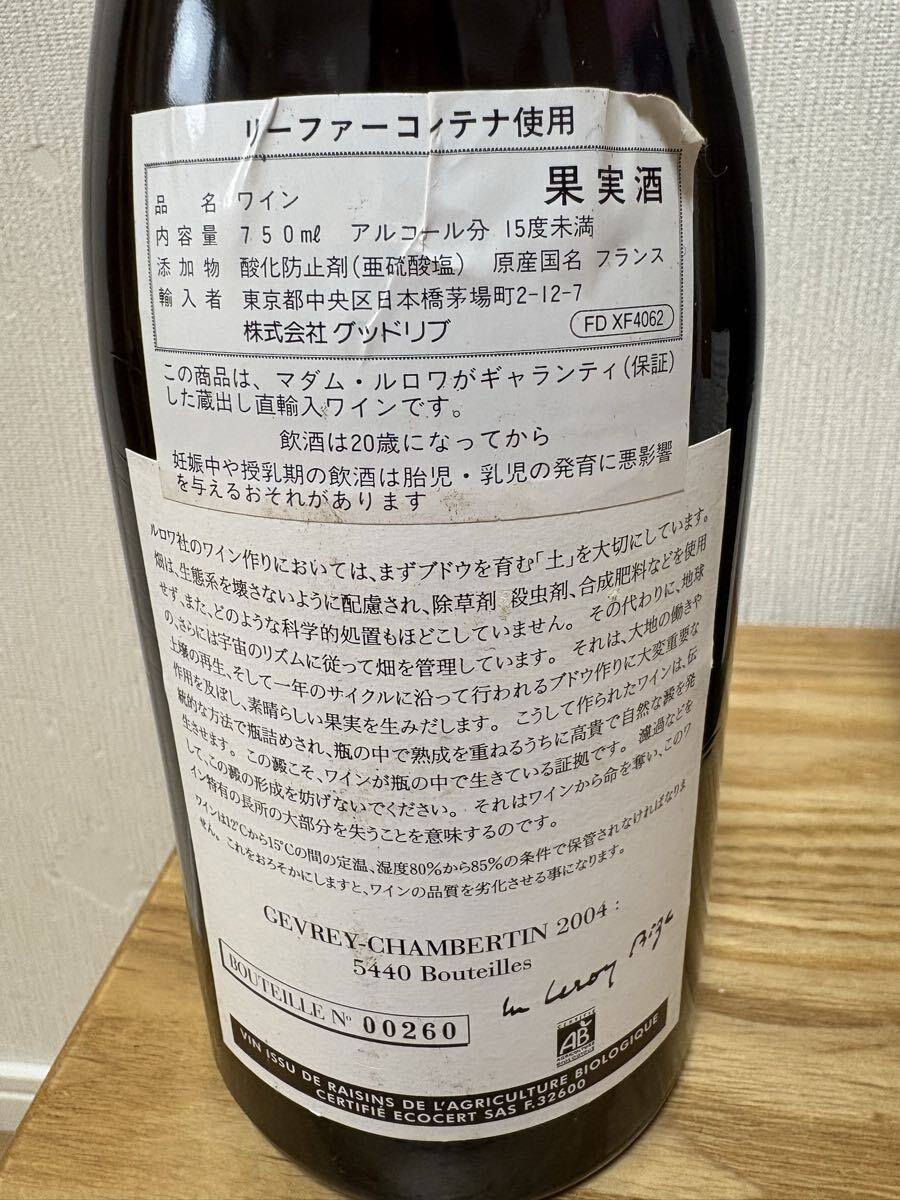 リーファーコンテナ使用
品名 ワイン 果実酒
内容量 750ml アルコール分 15度未満
添加物 酸化防止剤(亜硫酸塩) 原産国名 フランス
輸入者 東京都中央区日本橋茅場町2-12-7
株式会社 グッドリブ FD XF4062
この商品は、マダム・ルロワがギャランティ(保証)
した蔵出し直輸入ワインです。
飲酒は20歳になってから
妊娠中や授乳期の飲酒は胎児・乳児の発育に悪影響
を与えるおそれがあります
ルロワ社のワイン作りにおいては、まずブドウを育む「土」を大切にしています。
畑は、生態系を壊さないように配慮され、除草剤 殺虫剤、合成肥料などを使用
せず、また、どのような科学的処置もほどこしていません。その代わりに、地球
の、さらには宇宙のリズムに従って畑を管理しています。それは、大地の働きや
土壌の再生、そして一年のサイクルに沿って行われるブドウ作りに大変重要な
作用を及ぼし、素晴らしい果実を生みだします。こうして作られたワインは、伝
統的な方法で瓶詰めされ、瓶の中で熟成を重ねるうちに高貴で自然な澱を発
生させます。この澱こそ、ワインが瓶の中で生きている証拠です。濾過などを
して、この澱の形成を妨げないでください。それはワインから命を奪い、このワ
イン特有の長所の大部分を失うことを意味するのです。
ワインは12℃から15℃の間の定温、湿度80%から85%の条件で保管されなければなりま
せん。これをおろそかにしますと、ワインの品質を劣化させる事になります。
GEVREY-CHAMBERTIN 2004 :
5440 Bouteilles
BOUTEILLE N° 00260
Leroy
AB
VIN ISSU DE RAISINS DE L'AGRICULTURE BIOLOGIQUE
CERTIFIÉ ECOCERT SAS F.32600